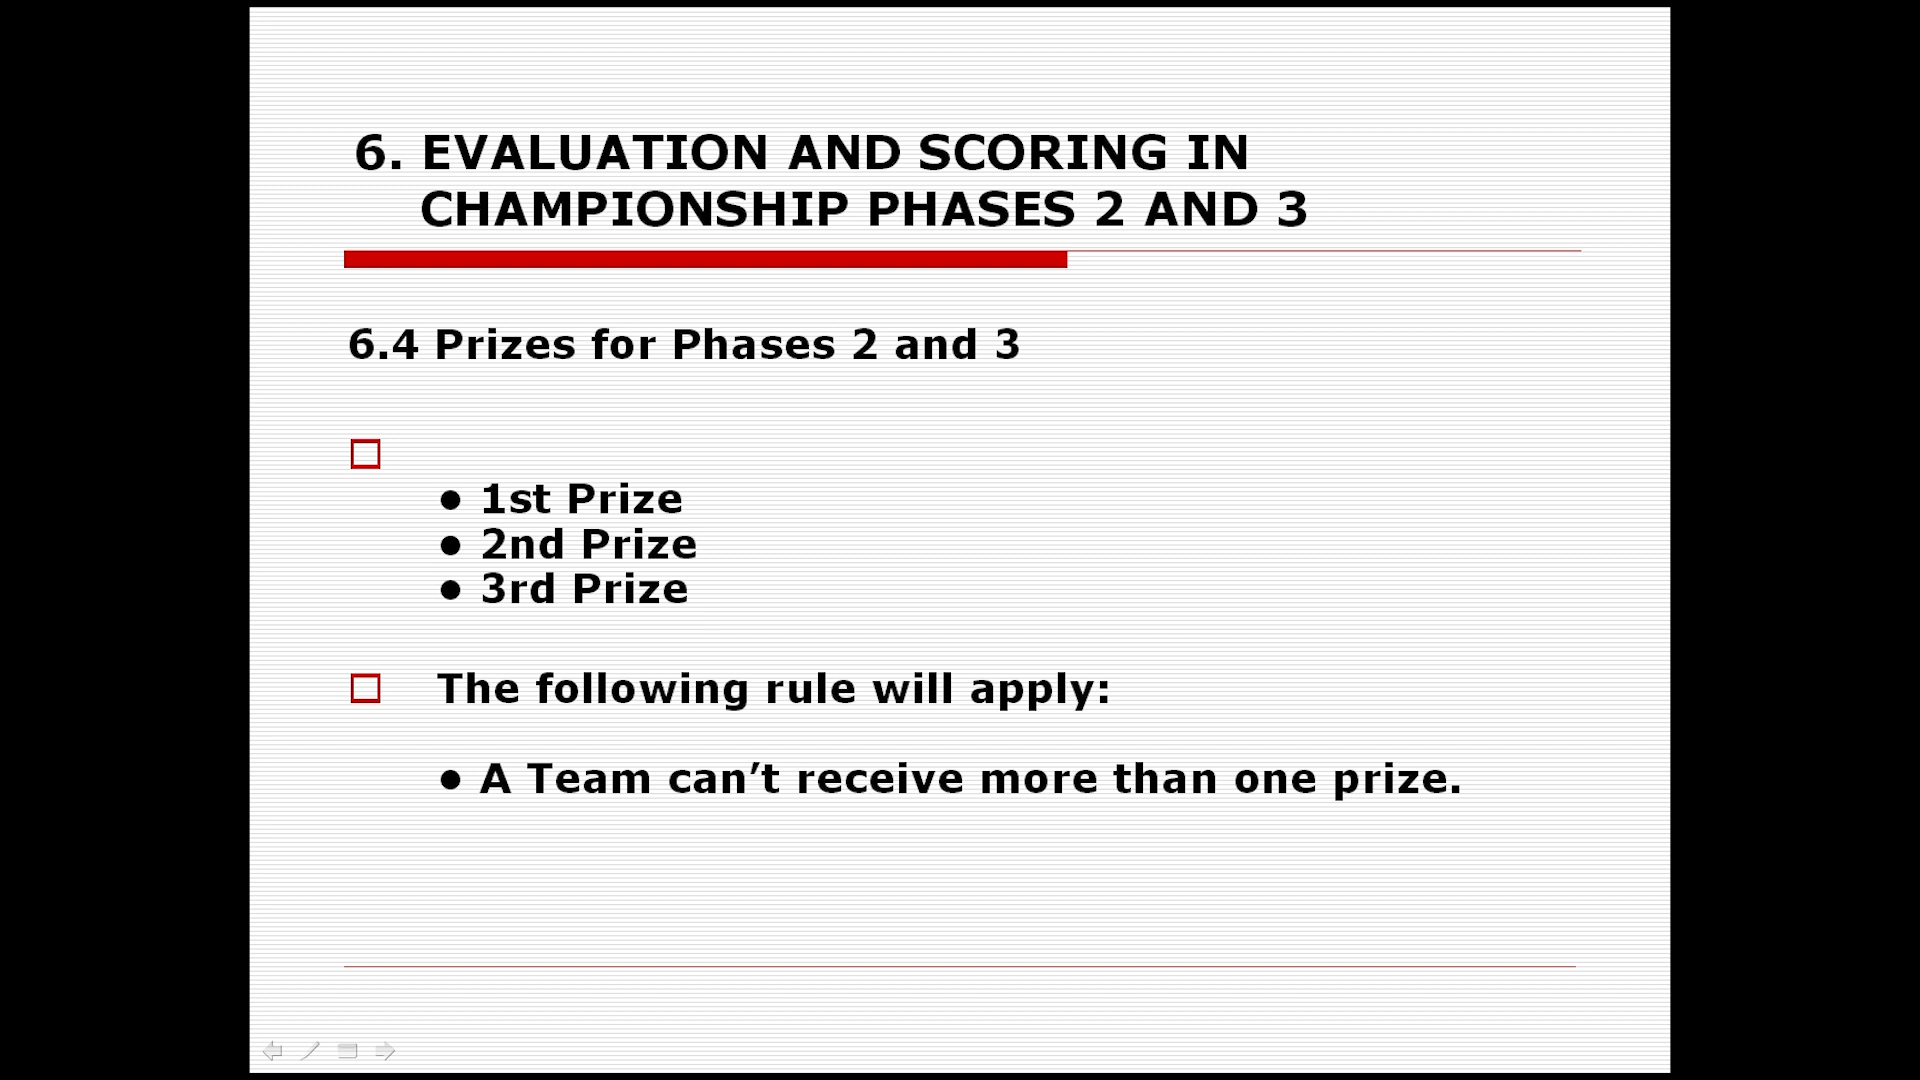 6. EVALUATION AND SCORING IN
CHAMPIONSHIP PHASES 2 AND 3
6.4 Prizes for Phases 2 and 3
● 1st Prize
● 2nd Prize
● 3rd Prize
The following rule will apply:
● A Team can’t receive more than one prize.